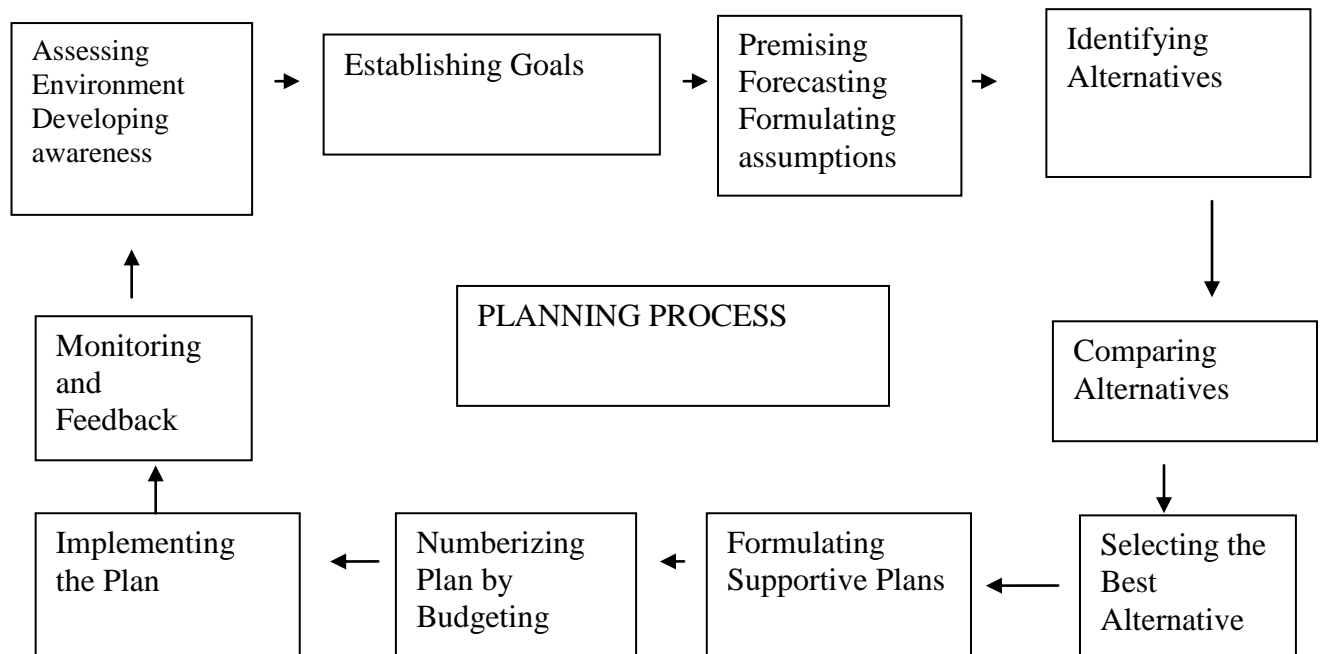 Assessing
Environment
Developing
awareness
Establishing Goals
Premising
Forecasting
Formulating
assumptions
Identifying
Alternatives
PLANNING PROCESS
Monitoring
and
Feedback
Comparing
Alternatives
Implementing
the Plan
Numberizing
Plan by
Budgeting
Formulating
Supportive Plans
Selecting the
Best
Alternative